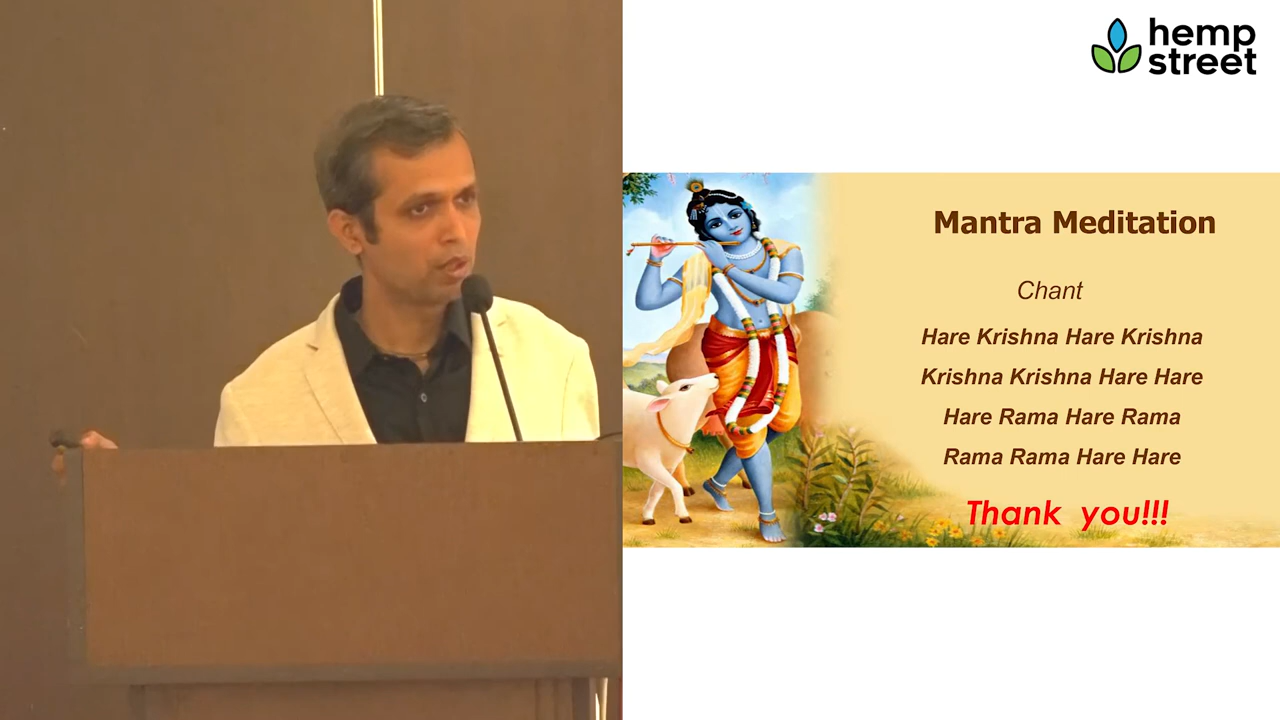 hemp
street
Mantra Meditation
Chant
Hare Krishna Hare Krishna
Krishna Krishna Hare Hare
Hare Rama Hare Rama
Rama Rama Hare Hare
Thank you!!!